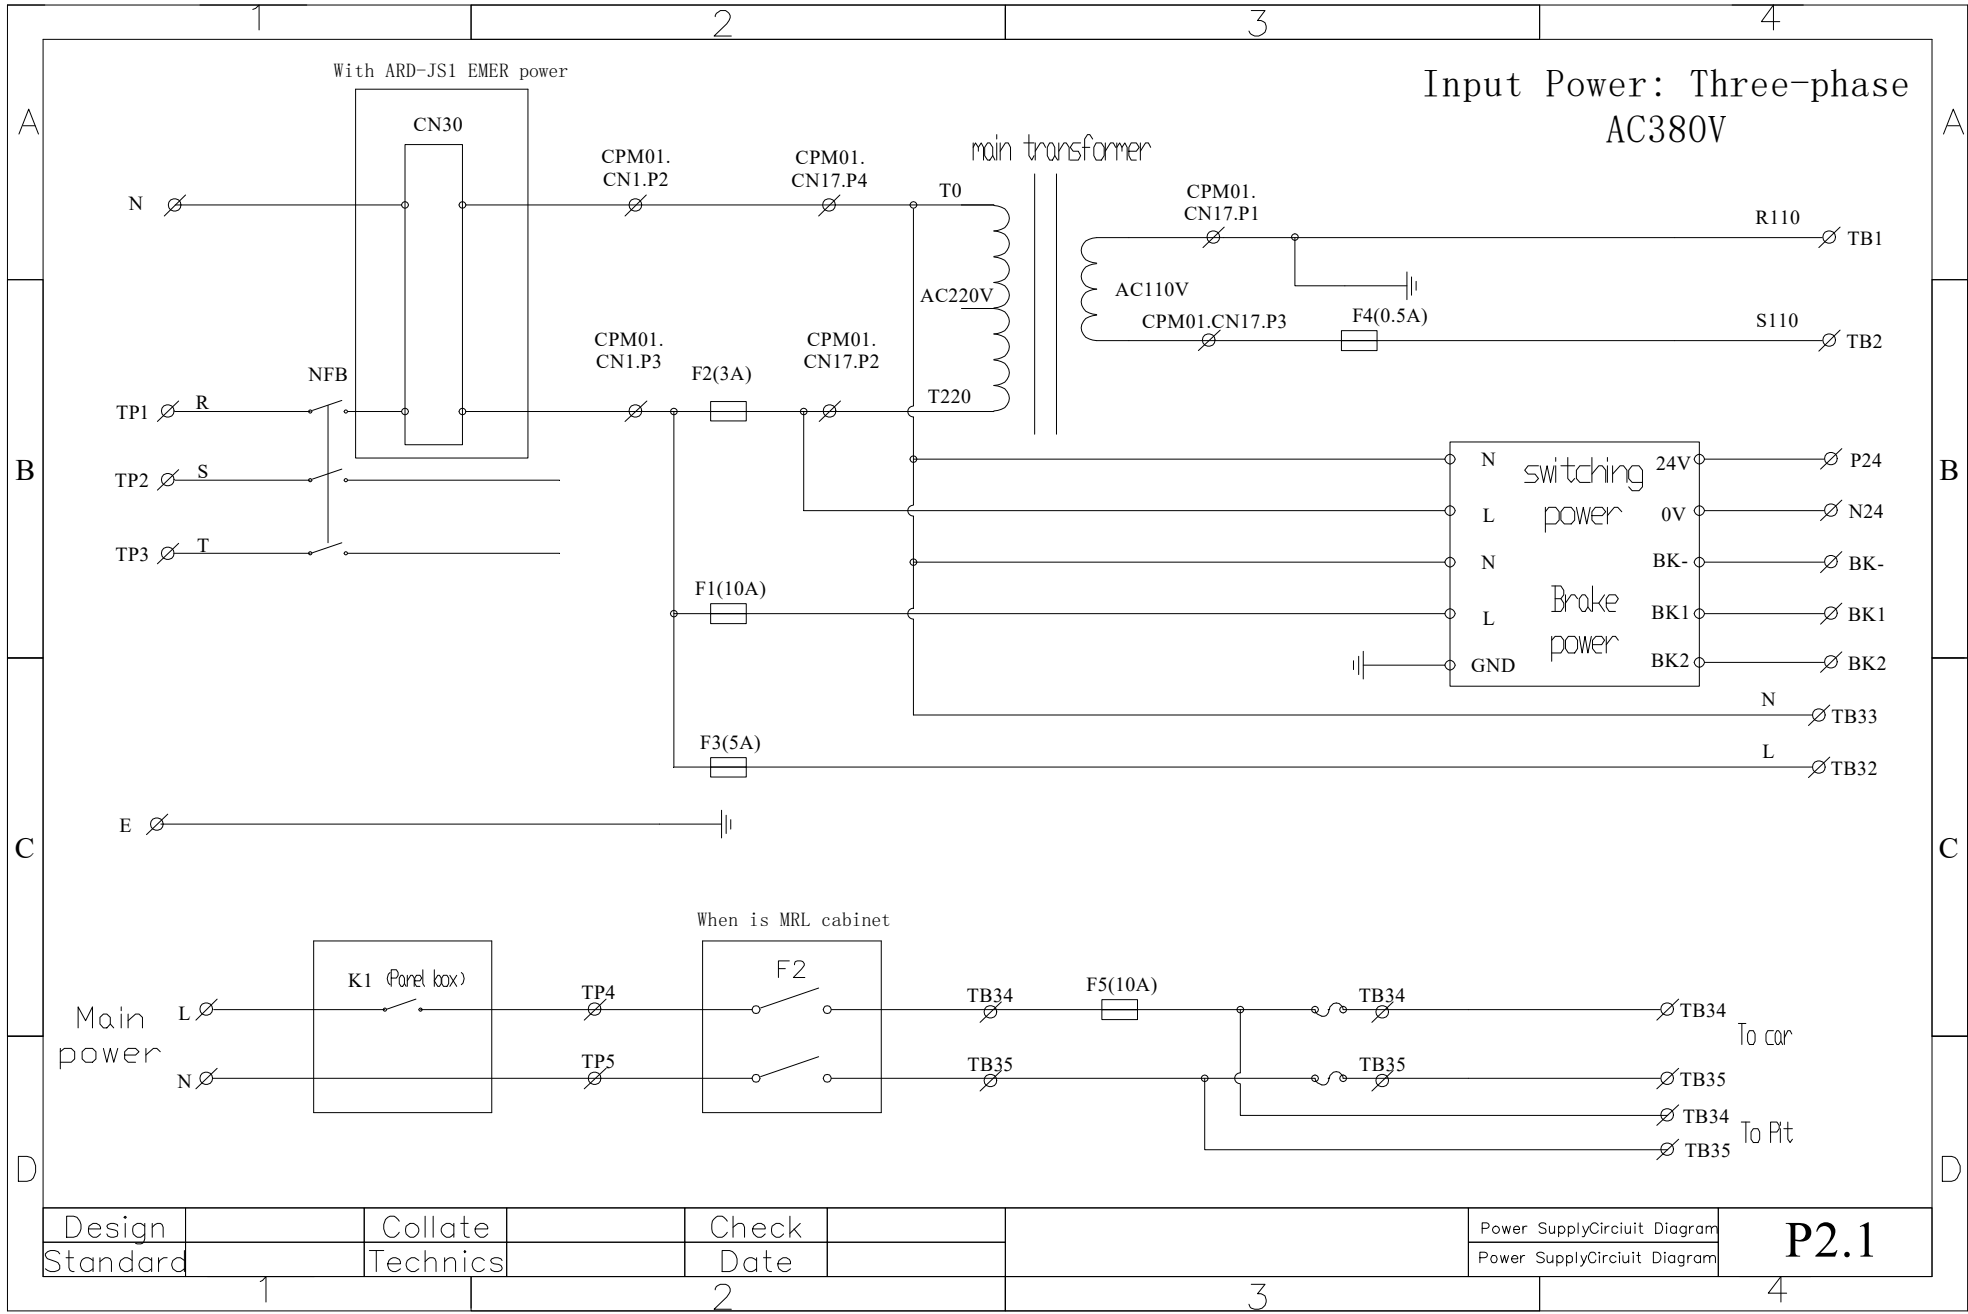 1 2 3 4
With ARD-JS1 EMER power
Input Power: Three-phase
AC380V
A
A
CN30
main transformer
CPM01.
CN1.P2
CPM01.
CN17.P4
N
T0
CPM01.
CN17.P1
R110
TB1
AC220V
AC110V
CPM01.CN17.P3
F4(0.5A)
S110
TB2
CPM01.
CN1.P3
F2(3A)
CPM01.
CN17.P2
NFB
TP1 R
T220
B
B
TP2 S
TP3 T
N switching 24V P24
L power 0V N24
N BK- BK-
F1(10A)
L Brake BK1 BK1
GND power BK2 BK2
N TB33
F3(5A)
L TB32
E
C
C
When is MRL cabinet
K1 (Panel box)
F2
Main
power
L TP4 TB34 F5(10A) TB34 TB34
To car
N TP5 TB35 TB35 TB35
TB34
To Pit
TB35
D
D
Design Collate Check
Standard Technics Date
Power SupplyCirciuit Diagram
Power SupplyCirciuit Diagram
P2.1
1 2 3 4